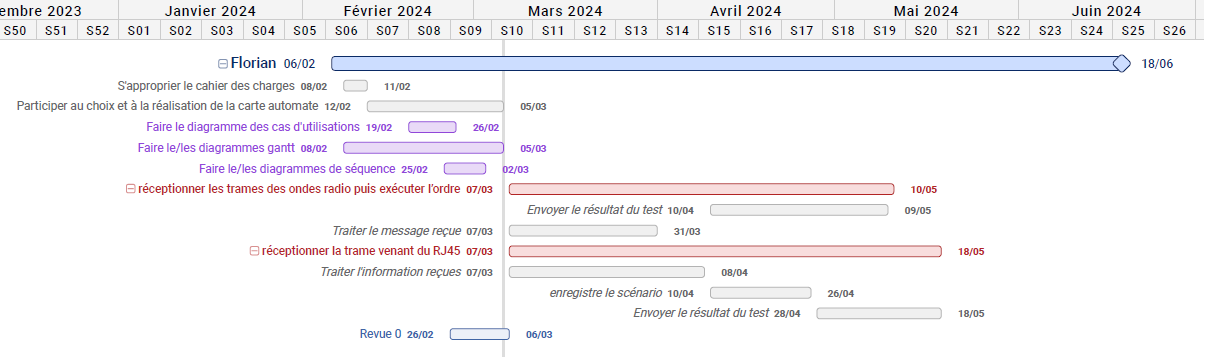 embre 2023 Janvier 2024 Février 2024 Mars 2024 Avril 2024 Mai 2024 Juin 2024
S50 S51 S52 S01 S02 S03 S04 S05 S06 S07 S08 S09 S10 S11 S12 S13 S14 S15 S16 S17 S18 S19 S20 S21 S22 S23 S24 S25 S26
Florian 06/02 18/06
S'approprier le cahier des charges 08/02 11/02
Participer au choix et à la réalisation de la carte automate 12/02 05/03
Faire le diagramme des cas d'utilisations 19/02 26/02
Faire le/les diagrammes gantt 08/02 05/03
Faire le/les diagrammes de séquence 25/02 02/03
réceptionner les trames des ondes radio puis exécuter l'ordre 07/03 10/05
Envoyer le résultat du test 10/04 09/05
Traiter le message reçue 07/03 31/03
réceptionner la trame venant du RJ45 07/03 18/05
Traiter l'information reçues 07/03 08/04
enregistre le scénario 10/04 26/04
Envoyer le résultat du test 28/04 18/05
Revue 0 26/02 06/03